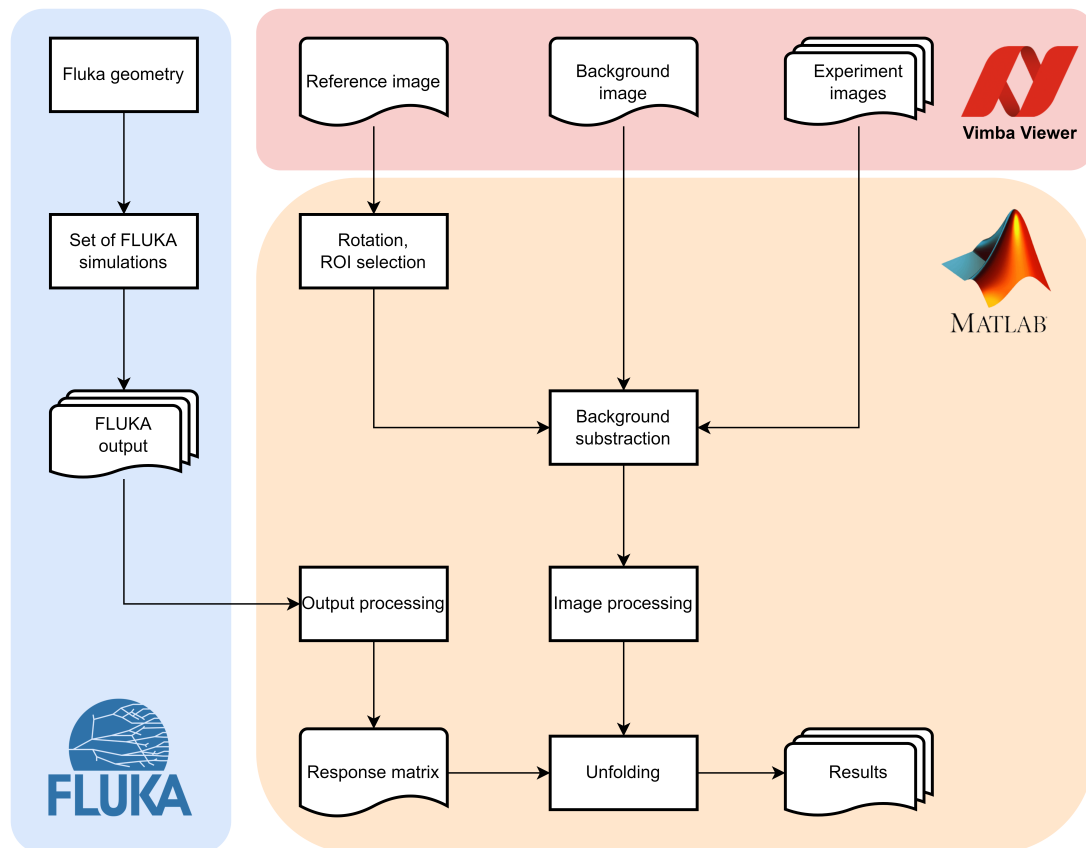 Fluka geometry
Reference image
Background
image
Experiment
images
Vimba Viewer
Set of FLUKA
simulations
Rotation,
ROI selection
MATLAB
FLUKA
output
Background
substraction
Output processing
Image processing
FLUKA
Response matrix
Unfolding
Results